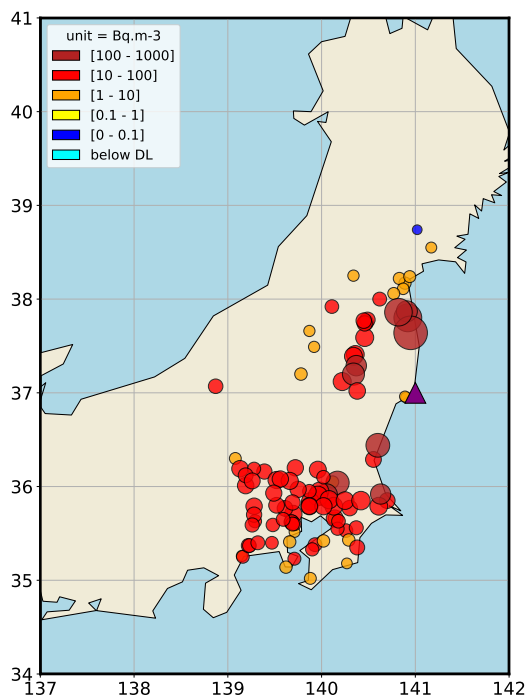 unit = Bq.m-3
[100 - 1000]
[10 - 100]
[1 - 10]
[0.1 - 1]
[0 - 0.1]
below DL
41
40
39
38
37
36
35
34
137 138 139 140 141 142